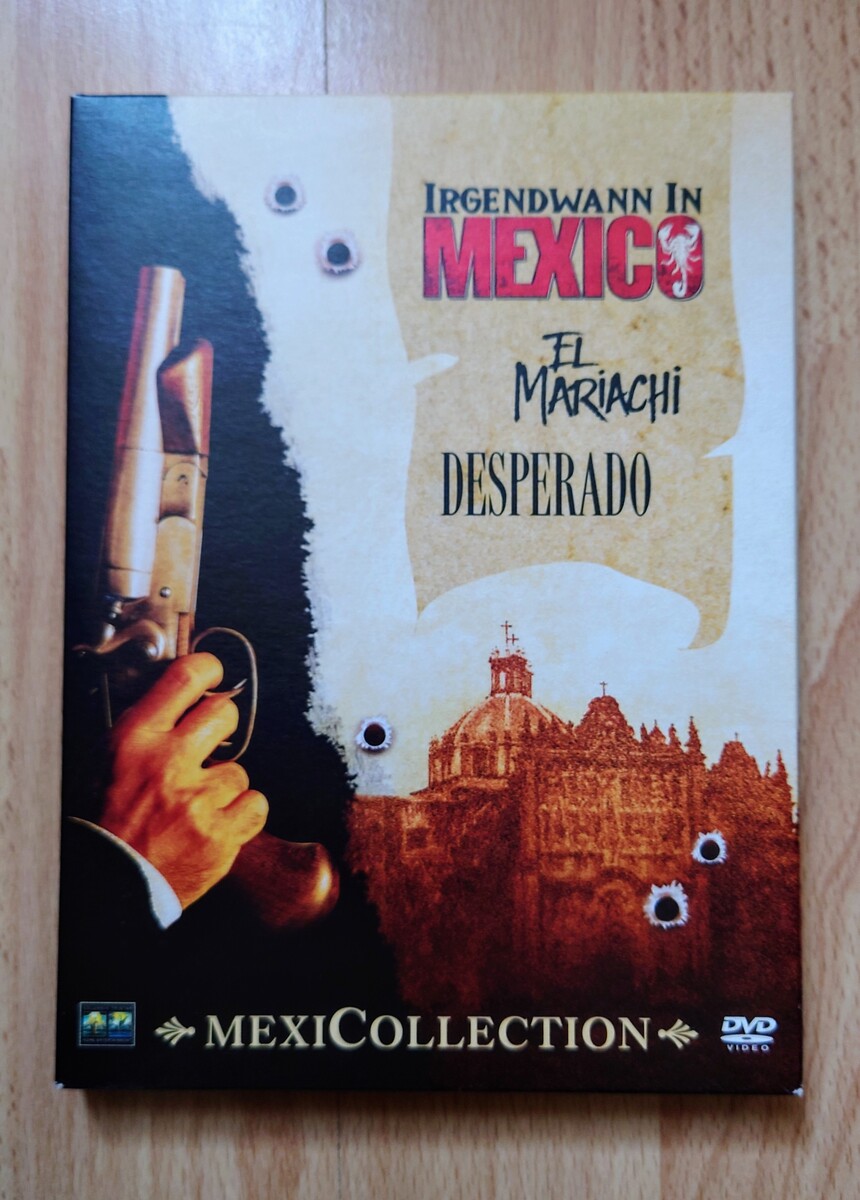 IRGENDWANN IN
MEXICO
EL
MARIACHI
DESPERADO
MEXICOLLECTION
DVD
VIDEO